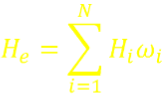 $H_e = \sum_{i=1}^{N} H_i \omega_i$